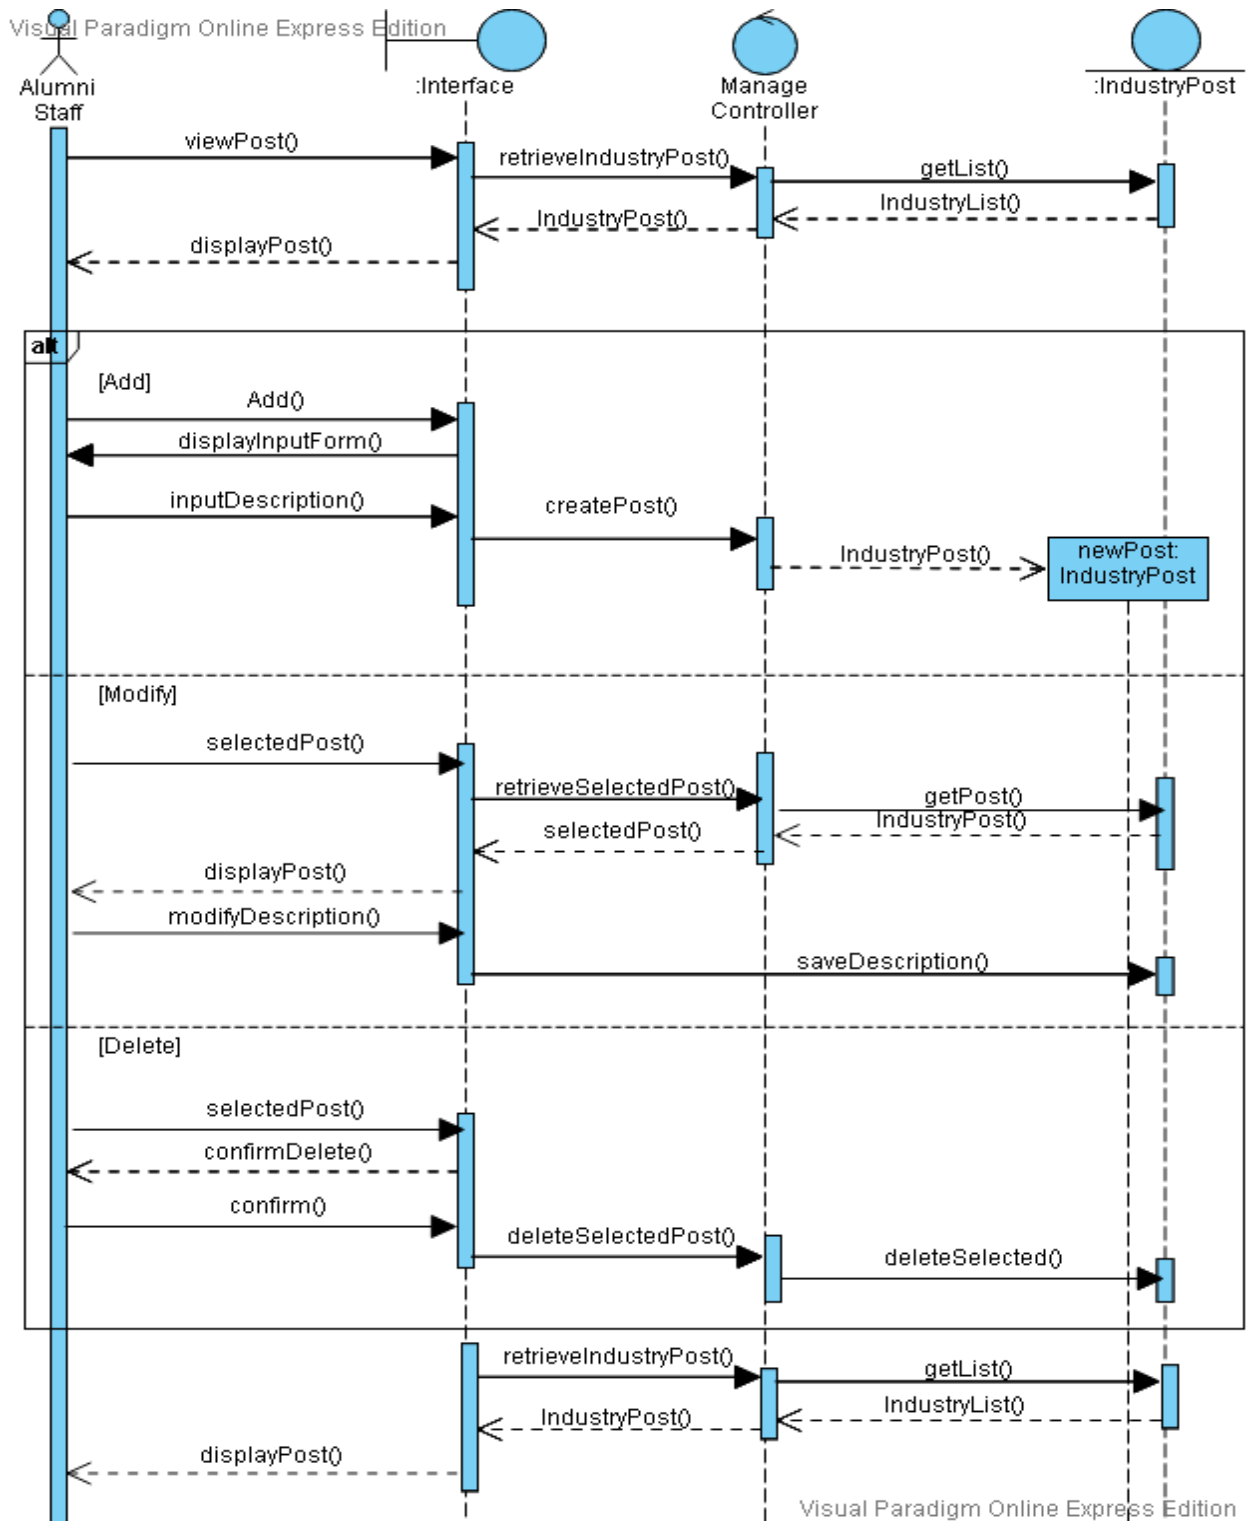 Visual Paradigm Online Express Edition
Alumni
Staff
:Interface
Manage
Controller
:IndustryPost
viewPost()
retrieveIndustryPost()
getList()
IndustryList()
IndustryPost()
displayPost()
alt
[Add]
Add()
displayInputForm()
inputDescription()
createPost()
IndustryPost()
newPost:
IndustryPost
[Modify]
selectedPost()
retrieveSelectedPost()
getPost()
IndustryPost()
selectedPost()
displayPost()
modifyDescription()
saveDescription()
[Delete]
selectedPost()
confirmDelete()
confirm()
deleteSelectedPost()
deleteSelected()
retrieveIndustryPost()
getList()
IndustryList()
IndustryPost()
displayPost()
Visual Paradigm Online Express Edition